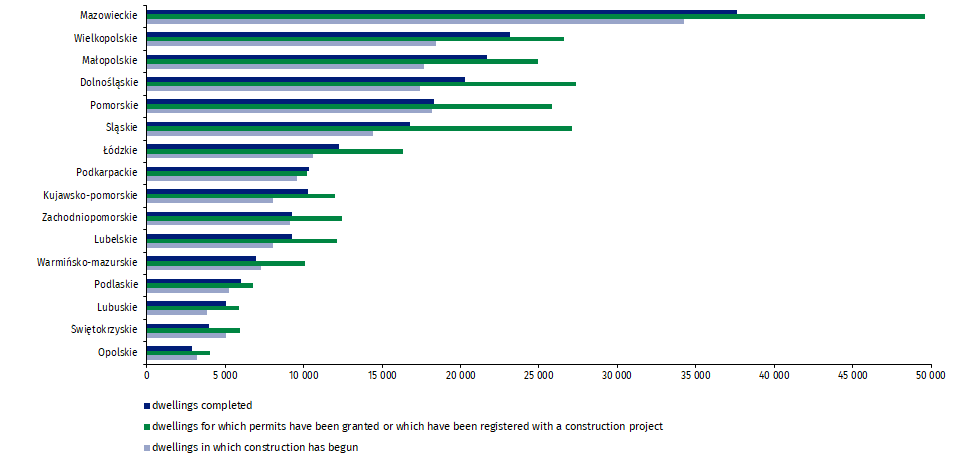 Mazowieckie
Wielkopolskie
Małopolskie
Dolnośląskie
Pomorskie
Sląskie
Łódzkie
Podkarpackie
Kujawsko-pomorskie
Zachodniopomorskie
Lubelskie
Warmińsko-mazurskie
Podlaskie
Lubuskie
Swiętokrzyskie
Opolskie
0 5 000 10 000 15 000 20 000 25 000 30 000 35 000 40 000 45 000 50 000
dwellings completed
dwellings for which permits have been granted or which have been registered with a construction project
dwellings in which construction has begun